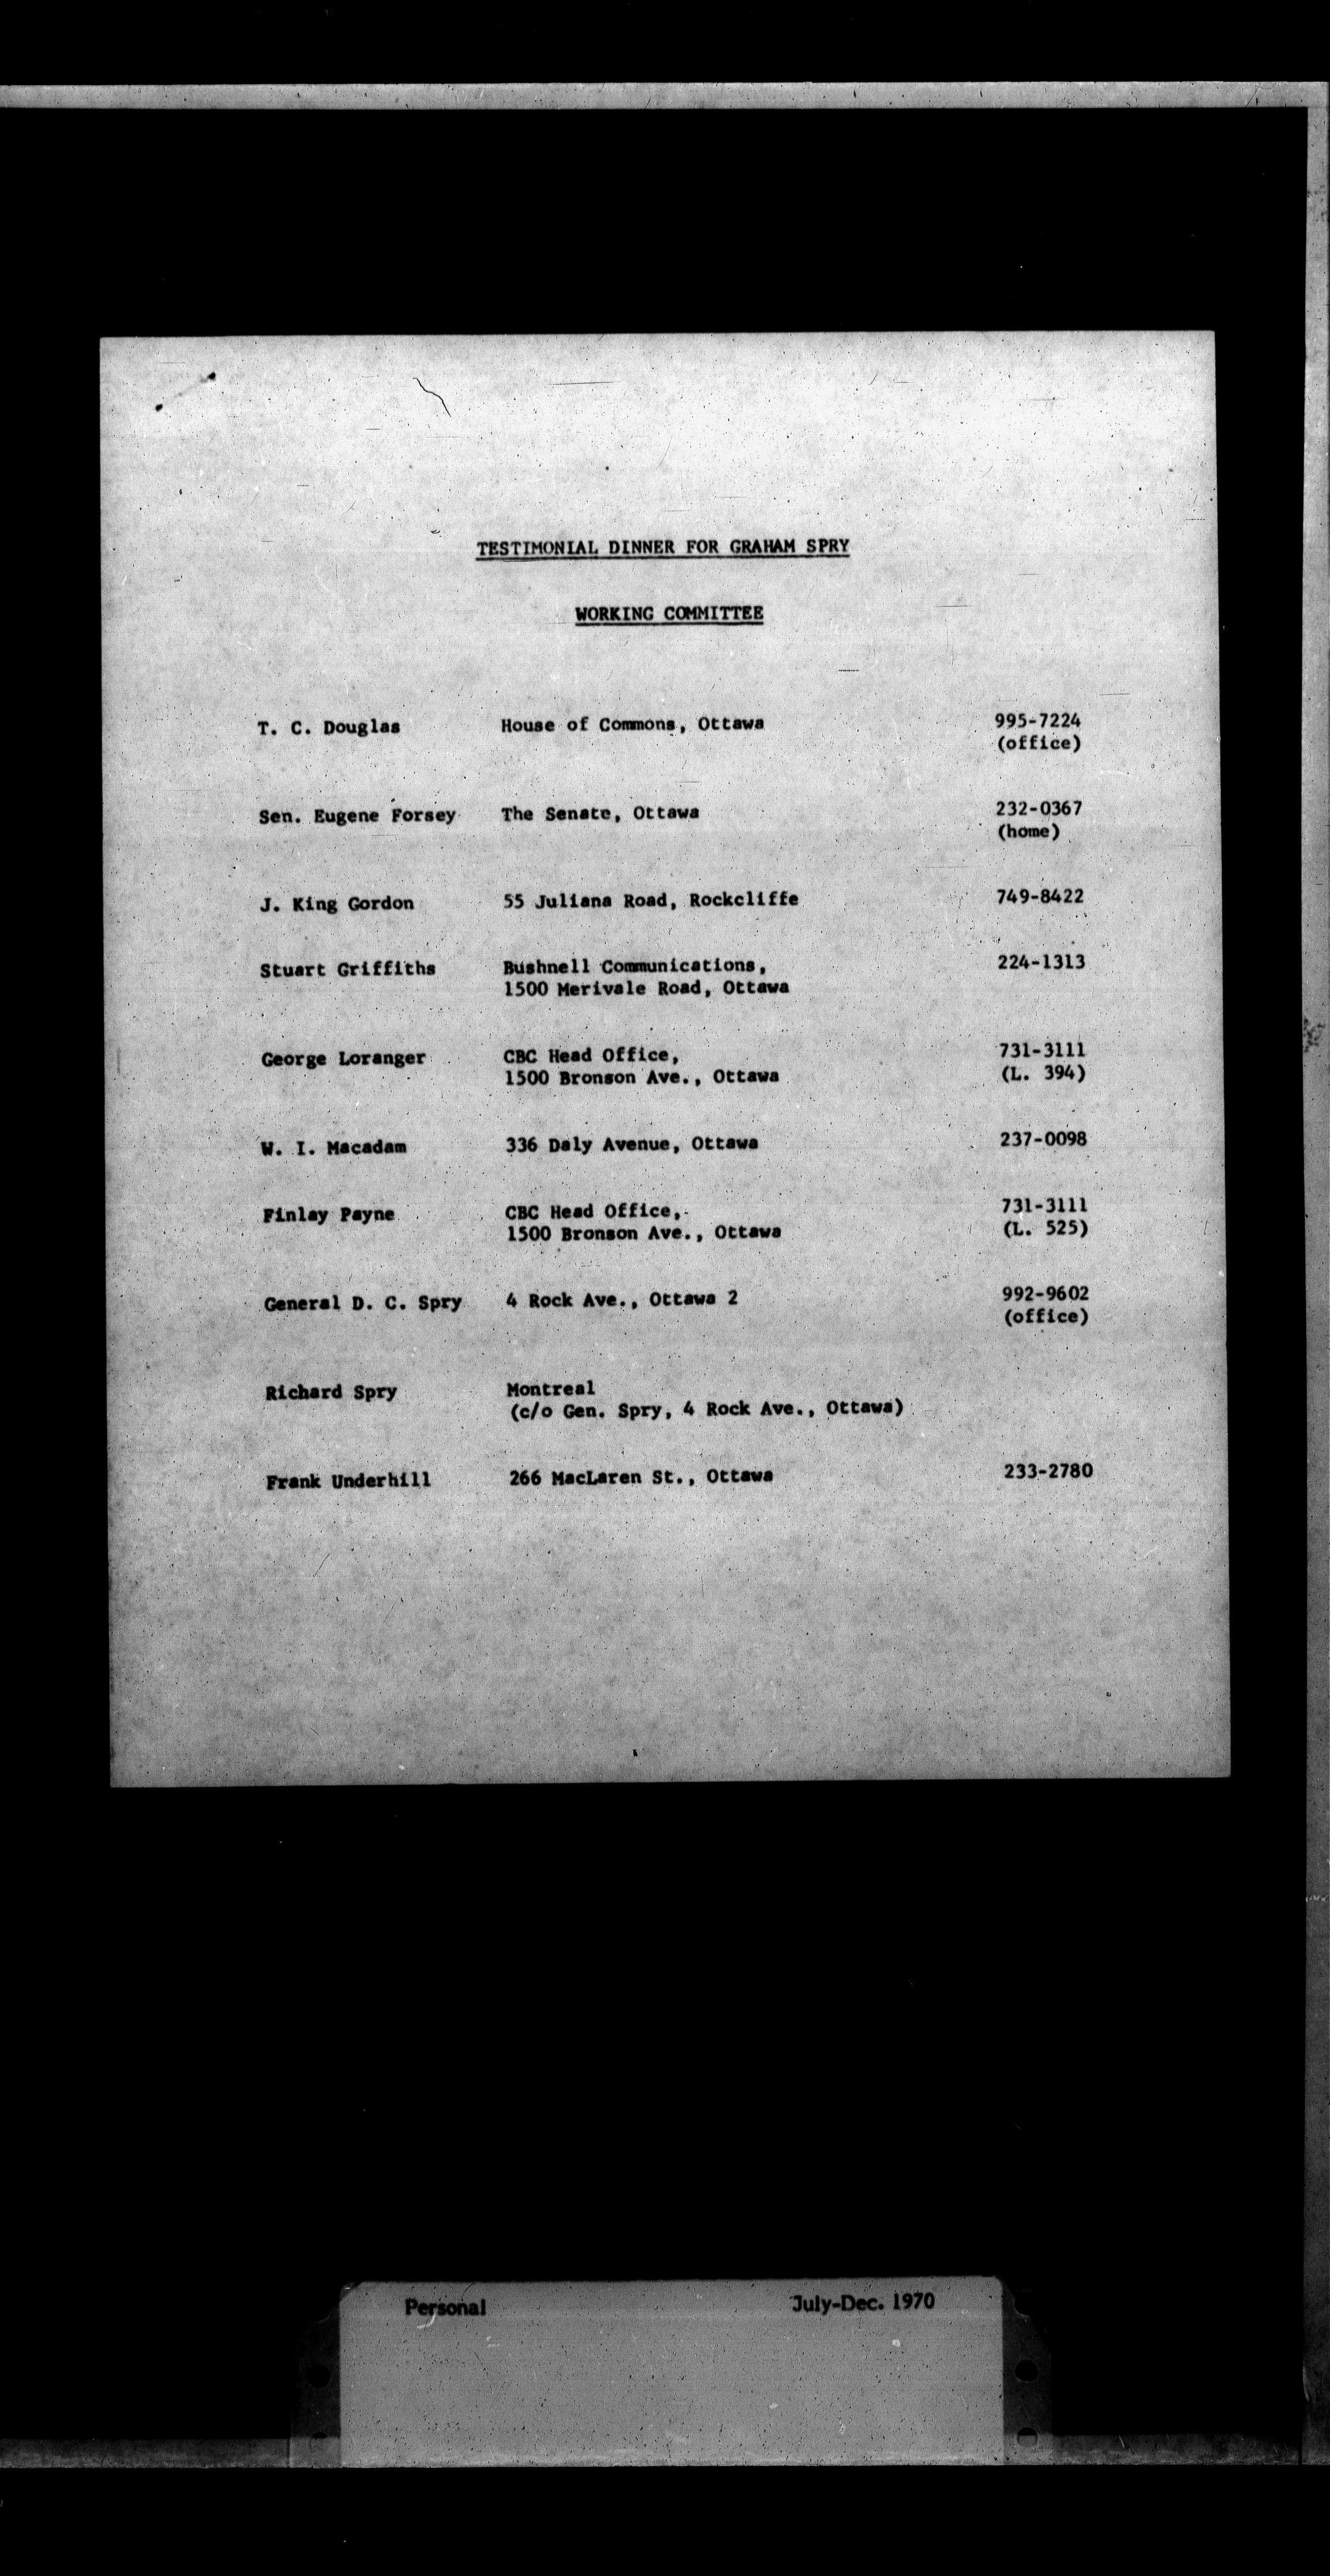 TESTIMONIAL DINNER FOR GRAHAM SPRY
WORKING COMMITTEE
T. C. Douglas House of Commons, Ottawa 995-7224
(office)
Sen. Eugene Forsey The Senate, Ottawa 232-0367
(home)
J. King Gordon 55 Juliana Road, Rockcliffe 749-8422
Stuart Griffiths Bushnell Communications, 224-1313
1500 Merivale Road, Ottawa
George Loranger CBC Head Office, 731-3111
1500 Bronson Ave., Ottawa (L. 394)
W. I. Macadam 336 Daly Avenue, Ottawa 237-0098
Finlay Payne CBC Head Office, 731-3111
1500 Bronson Ave., Ottawa (L. 525)
General D. C. Spry 4 Rock Ave., Ottawa 2 992-9602
(office)
Richard Spry Montreal
(c/o Gen. Spry, 4 Rock Ave., Ottawa)
Frank Underhill 266 MacLaren St., Ottawa 233-2780
Personal July-Dec. 1970